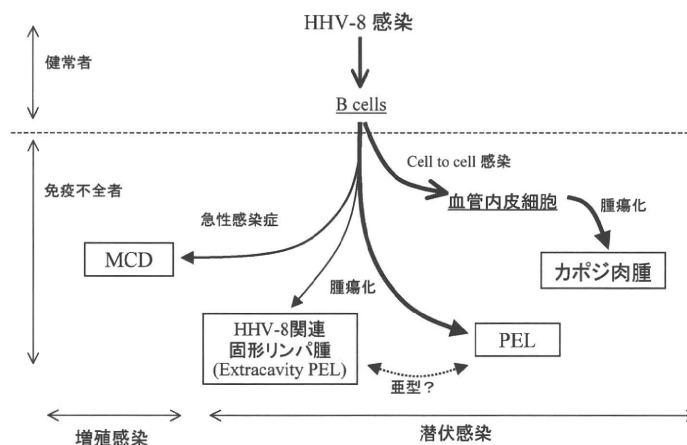 HHV-8 感染
健常者
B cells
免疫不全者
Cell to cell 感染
血管内皮細胞
腫瘍化
急性感染症
MCD
カポジ肉腫
腫瘍化
HHV-8関連
固形リンパ腫
(Extracavity PEL)
PEL
亜型？
増殖感染
潜伏感染